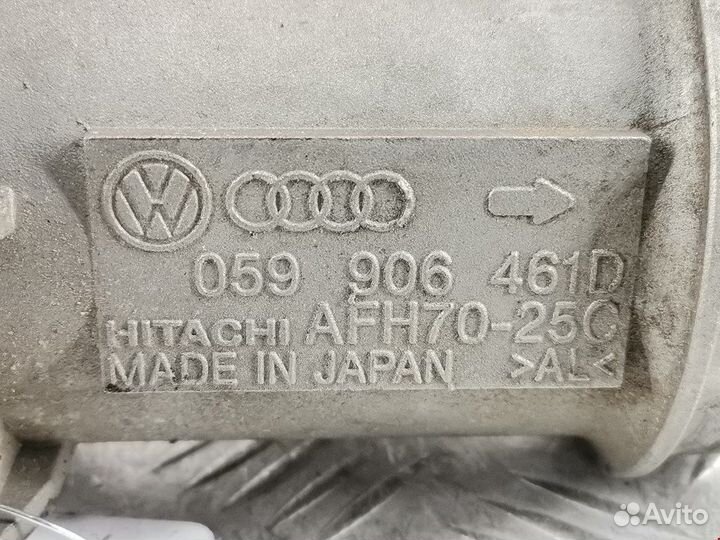 059 906 461D
HITACHI AFH70-25C
MADE IN JAPAN >AL<
Avito